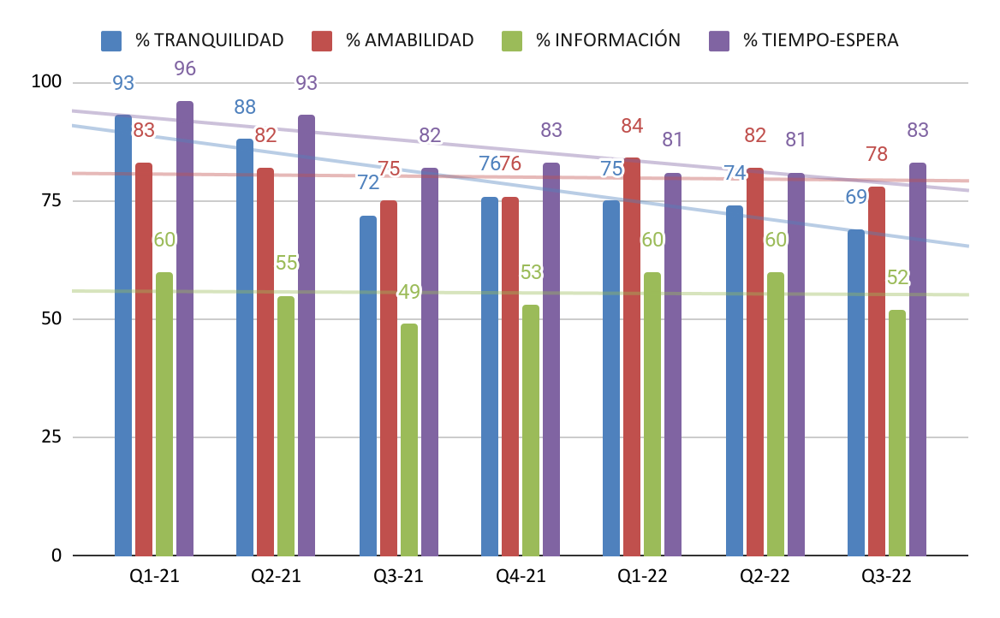 % TRANQUILIDAD % AMABILIDAD % INFORMACIÓN % TIEMPO-ESPERA
100
75
50
25
0
93 83 60 96
88 82 55 93
72 75 49 82
76 76 53 83
75 84 60 81
74 82 60 81
69 78 52 83
Q1-21 Q2-21 Q3-21 Q4-21 Q1-22 Q2-22 Q3-22